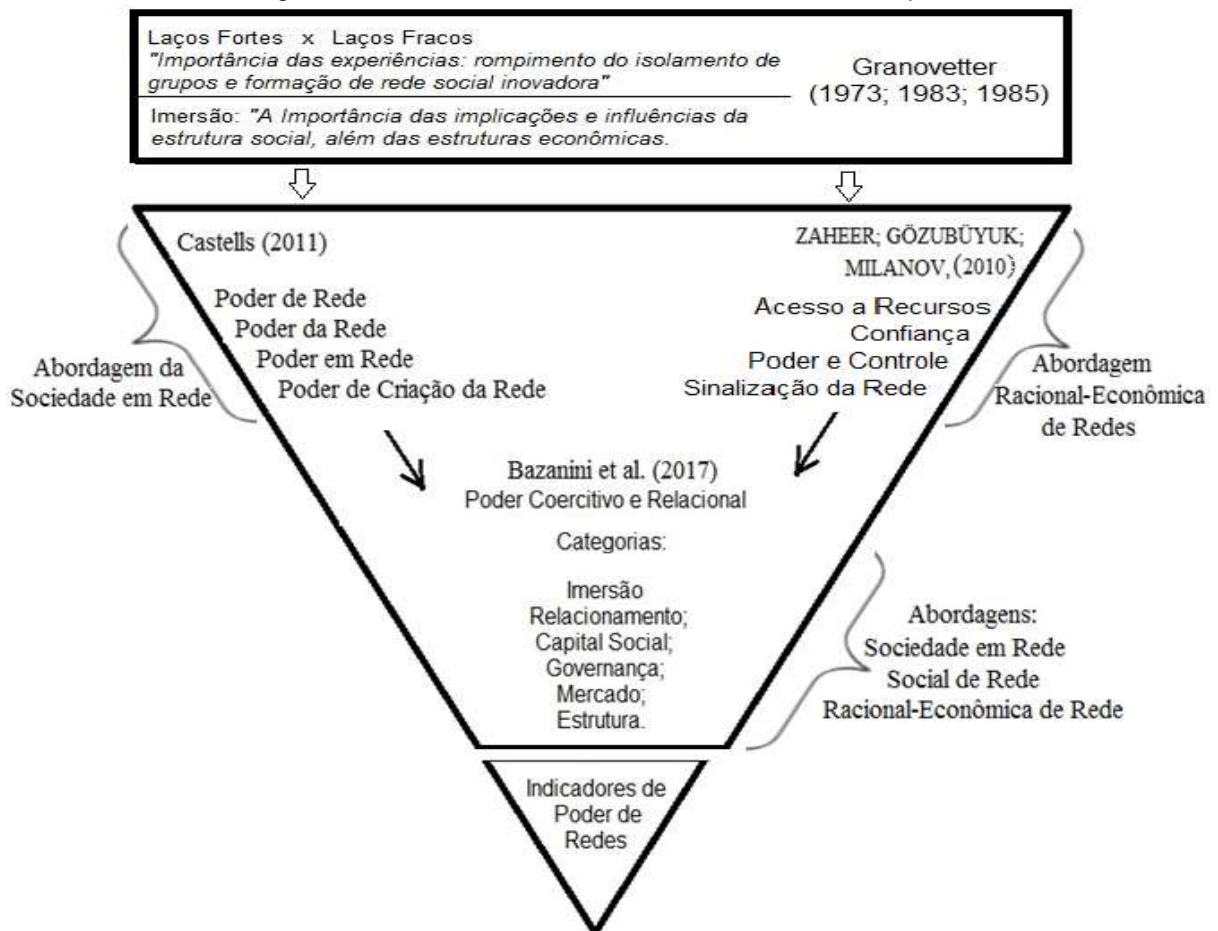 Laços Fortes x Laços Fracos
"Importância das experiências: rompimento do isolamento de
grupos e formação de rede social inovadora"
Imersão: "A Importância das implicações e influências da
estrutura social, além das estruturas econômicas.
Granovetter
(1973; 1983; 1985)
Castells (2011)
Poder de Rede
Poder da Rede
Poder em Rede
Poder de Criação da Rede
Abordagem da
Sociedade em Rede
ZAHEER; GÖZUBÜYUK;
MILANOV, (2010)
Acesso a Recursos
Confiança
Poder e Controle
Sinalização da Rede
Abordagem
Racional-Econômica
de Redes
Bazanini et al. (2017)
Poder Coercitivo e Relacional
Categorias:
Imersão
Relacionamento;
Capital Social;
Governança;
Mercado;
Estrutura.
Abordagens:
Sociedade em Rede
Social de Rede
Racional-Econômica de Rede
Indicadores de
Poder de
Redes